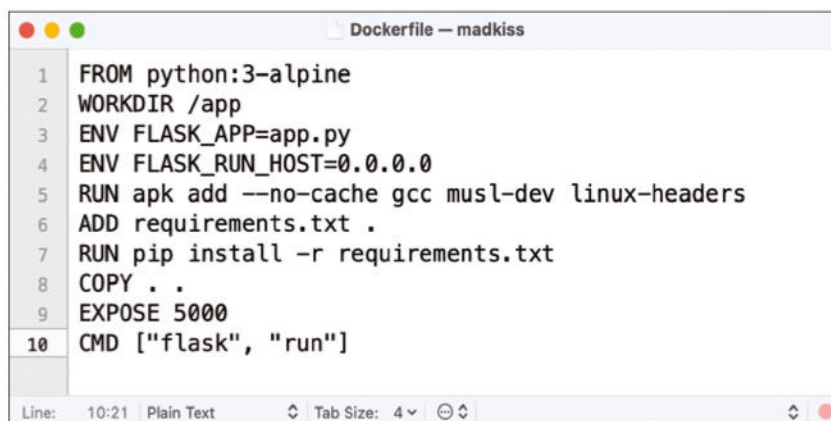 Dockerfile — madkiss
1 FROM python:3-alpine
2 WORKDIR /app
3 ENV FLASK_APP=app.py
4 ENV FLASK_RUN_HOST=0.0.0.0
5 RUN apk add --no-cache gcc musl-dev linux-headers
6 ADD requirements.txt .
7 RUN pip install -r requirements.txt
8 COPY . .
9 EXPOSE 5000
10 CMD ["flask", "run"]
Line: 10:21 Plain Text Tab Size: 4